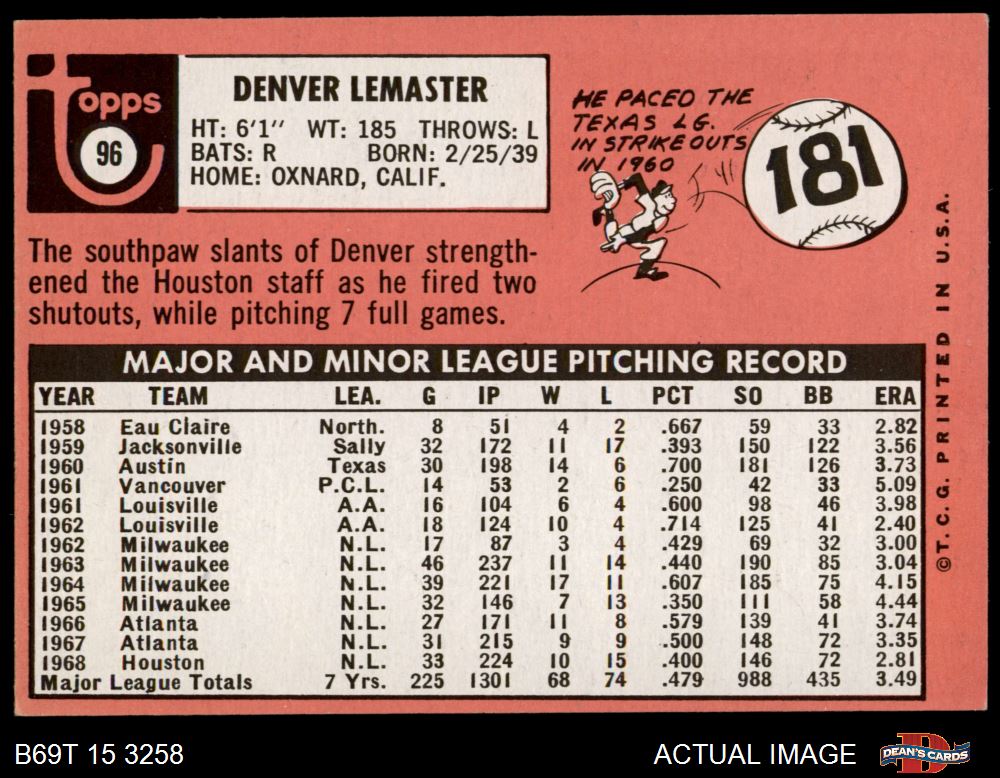 Topps
96
DENVER LEMASTER
HT: 6'1" WT: 185 THROWS: L
BATS: R BORN: 2/25/39
HOME: OXNARD, CALIF.
HE PACED THE
TEXAS LG.
IN STRIKEOUTS
IN 1960
181
The southpaw slants of Denver strength-
ened the Houston staff as he fired two
shutouts, while pitching 7 full games.
MAJOR AND MINOR LEAGUE PITCHING RECORD
YEAR TEAM LEA. G IP W L PCT SO BB ERA
1958 Eau Claire North. 8 51 4 2 .667 59 33 2.82
1959 Jacksonville Sally 32 172 11 17 .393 150 122 3.56
1960 Austin Texas 30 198 14 6 .700 181 126 3.73
1961 Vancouver P.C.L. 14 53 2 6 .250 42 33 5.09
1961 Louisville A.A. 16 104 6 4 .600 98 46 3.98
1962 Louisville A.A. 18 124 10 4 .714 125 41 2.40
1962 Milwaukee N.L. 17 87 3 4 .429 69 32 3.00
1963 Milwaukee N.L. 46 237 11 14 .440 190 85 3.04
1964 Milwaukee N.L. 39 221 17 11 .607 185 75 4.15
1965 Milwaukee N.L. 32 146 7 13 .350 111 58 4.44
1966 Atlanta N.L. 27 171 11 8 .579 139 41 3.74
1967 Atlanta N.L. 31 215 9 9 .500 148 72 3.35
1968 Houston N.L. 33 224 10 15 .400 146 72 2.81
Major League Totals 7 Yrs. 225 1301 68 74 .479 988 435 3.49
©T.C.G. PRINTED IN U.S.A.
B69T 15 3258
ACTUAL IMAGE
DEAN'S CARDS